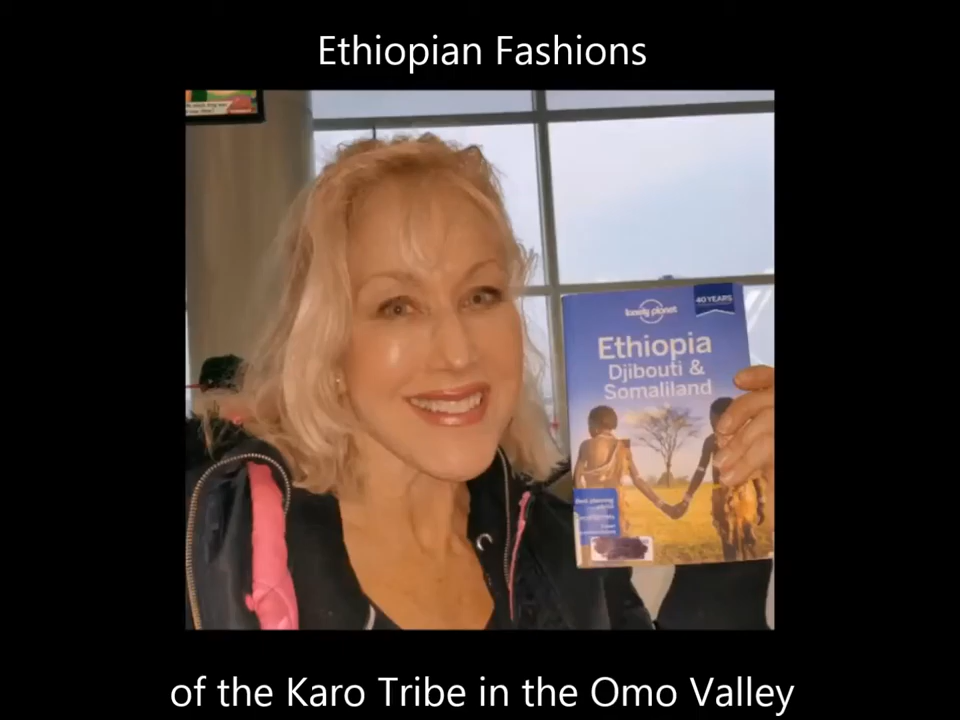 Ethiopian Fashions
lonely planet
40 YEARS
Ethiopia
Djibouti &
Somaliland
of the Karo Tribe in the Omo Valley